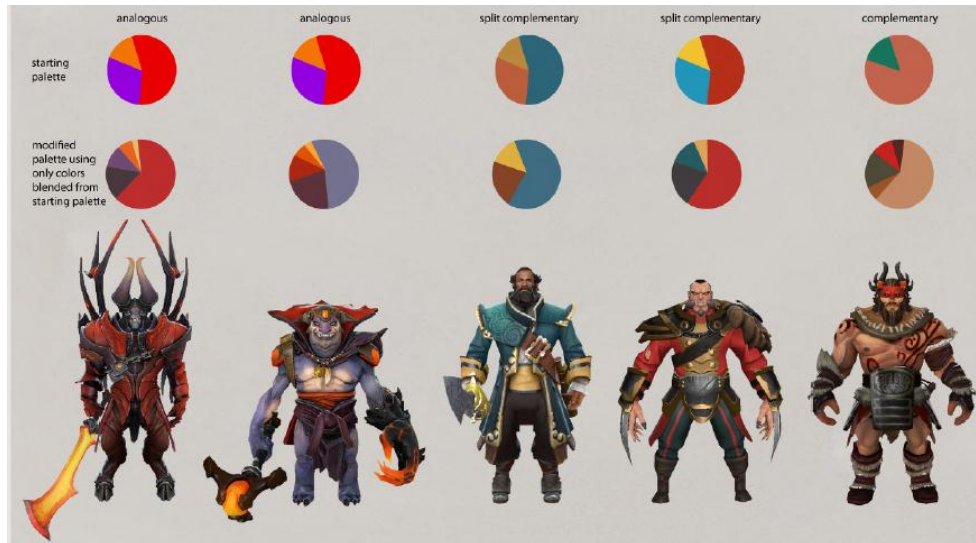 analogous
analogous
split complementary
split complementary
complementary
starting
palette
modified
palette using
only colors
blended from
starting palette